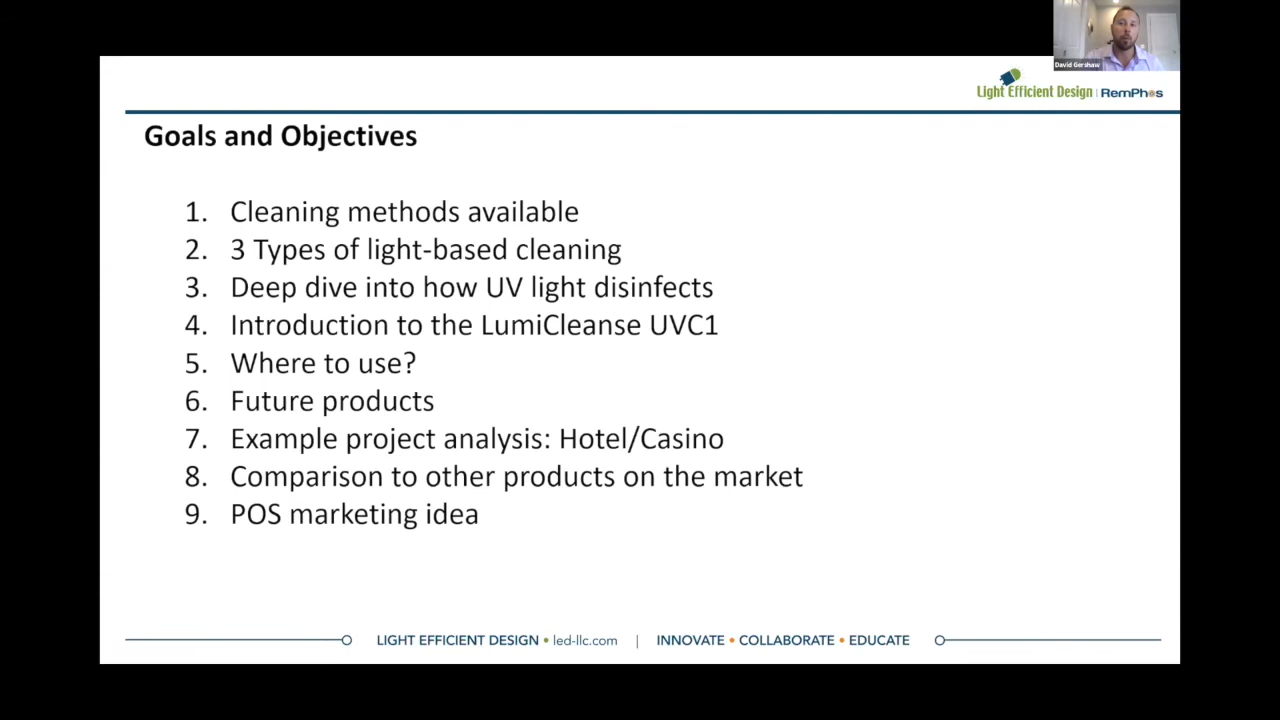 David Gershaw
Light Efficient Design | RemPhos
Goals and Objectives
1. Cleaning methods available
2. 3 Types of light-based cleaning
3. Deep dive into how UV light disinfects
4. Introduction to the LumiCleanse UVC1
5. Where to use?
6. Future products
7. Example project analysis: Hotel/Casino
8. Comparison to other products on the market
9. POS marketing idea
LIGHT EFFICIENT DESIGN • led-llc.com | INNOVATE • COLLABORATE • EDUCATE